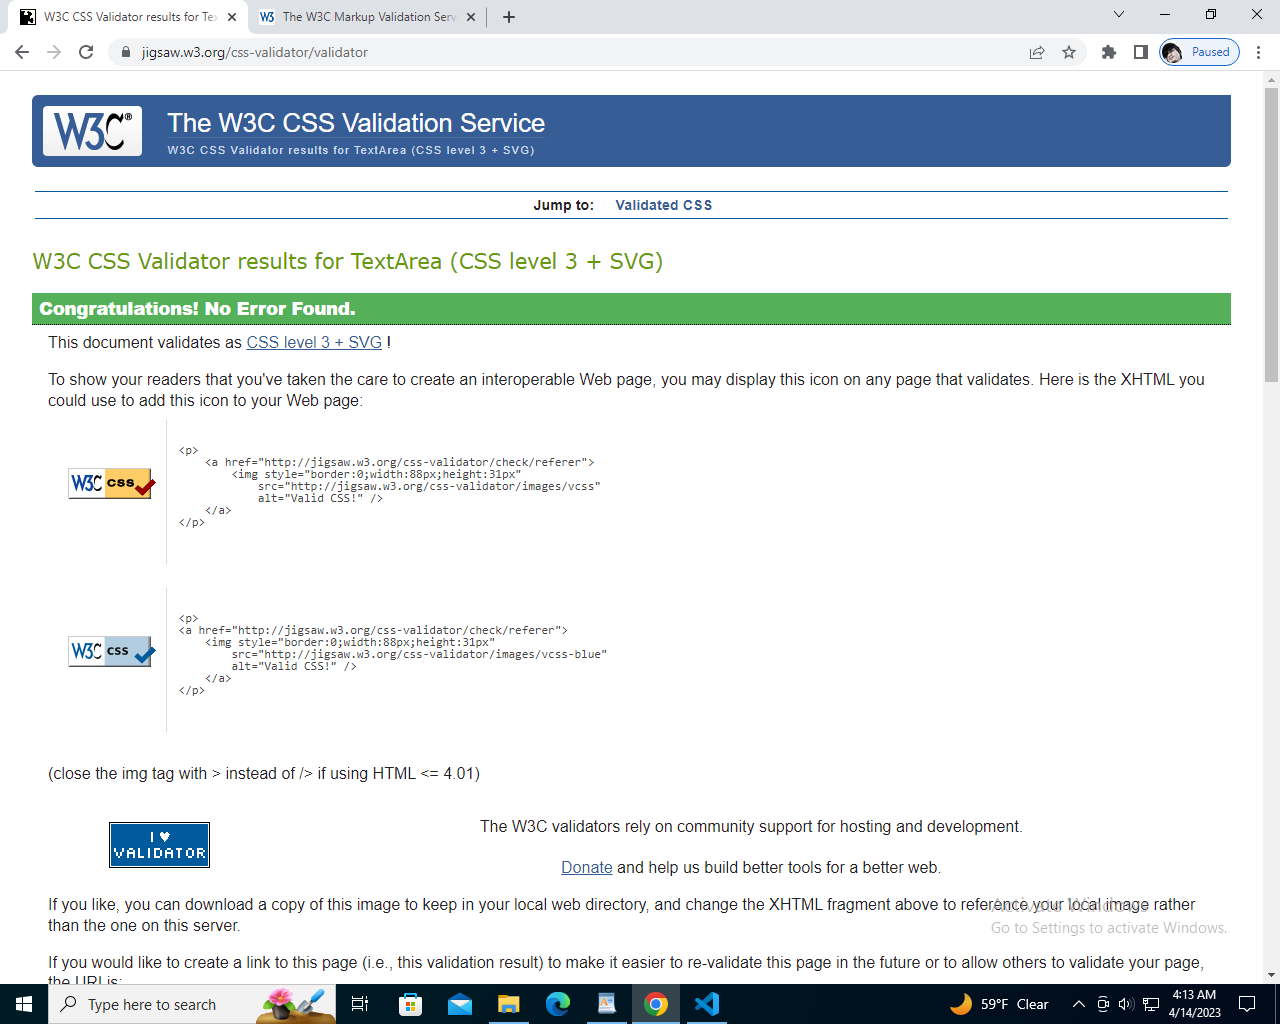 W3C CSS Validator results for Te
The W3C Markup Validation Serv
jigsaw.w3.org/css-validator/validator
Paused
W3C®
The W3C CSS Validation Service
W3C CSS Validator results for TextArea (CSS level 3 + SVG)
Jump to: Validated CSS
W3C CSS Validator results for TextArea (CSS level 3 + SVG)
Congratulations! No Error Found.
This document validates as CSS level 3 + SVG !
To show your readers that you've taken the care to create an interoperable Web page, you may display this icon on any page that validates. Here is the XHTML you
could use to add this icon to your Web page:
W3C css
<p>
<a href="http://jigsaw.w3.org/css-validator/check/referer">
<img style="border:0;width:88px;height:31px"
src="http://jigsaw.w3.org/css-validator/images/vcss"
alt="Valid CSS!" />
</a>
</p>
W3C css
<p>
<a href="http://jigsaw.w3.org/css-validator/check/referer">
<img style="border:0;width:88px;height:31px"
src="http://jigsaw.w3.org/css-validator/images/vcss-blue"
alt="Valid CSS!" />
</a>
</p>
(close the img tag with > instead of /> if using HTML <= 4.01)
I ♥
VALIDATOR
The W3C validators rely on community support for hosting and development.
Donate and help us build better tools for a better web.
If you like, you can download a copy of this image to keep in your local web directory, and change the XHTML fragment above to reference your local image rather
than the one on this server.
Activate Windows
Go to Settings to activate Windows.
If you would like to create a link to this page (i.e., this validation result) to make it easier to re-validate this page in the future or to allow others to validate your page,
the URI is:
Type here to search
59°F Clear
4:13 AM
4/14/2023